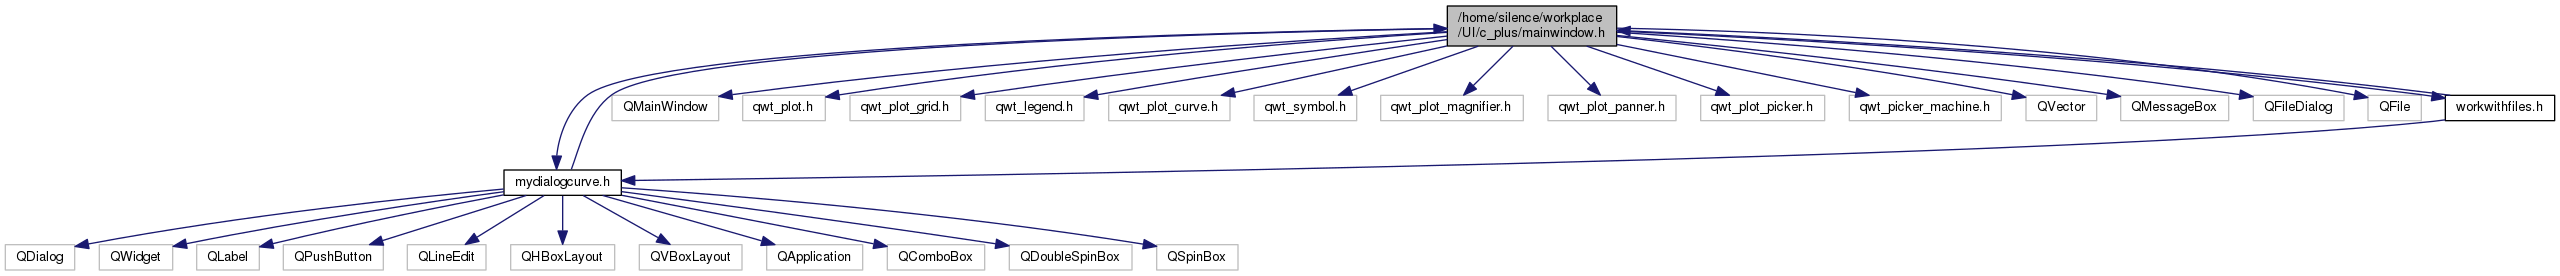 /home/silence/workplace
/UI/c_plus/mainwindow.h
QMainWindow
qwt_plot.h
qwt_plot_grid.h
qwt_legend.h
qwt_plot_curve.h
qwt_symbol.h
qwt_plot_magnifier.h
qwt_plot_panner.h
qwt_plot_picker.h
qwt_picker_machine.h
QVector
QMessageBox
QFileDialog
QFile
workwithfiles.h
mydialogcurve.h
QDialog
QWidget
QLabel
QPushButton
QLineEdit
QHBoxLayout
QVBoxLayout
QApplication
QComboBox
QDoubleSpinBox
QSpinBox